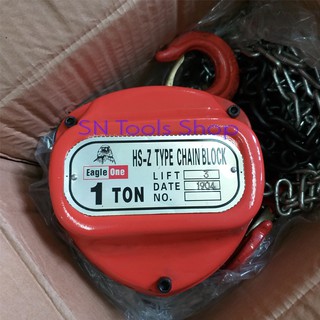 SN Tools Shop
HS-Z TYPE CHAIN BLOCK
Eagle One
1 TON
LIFT 3
DATE 1904
NO.